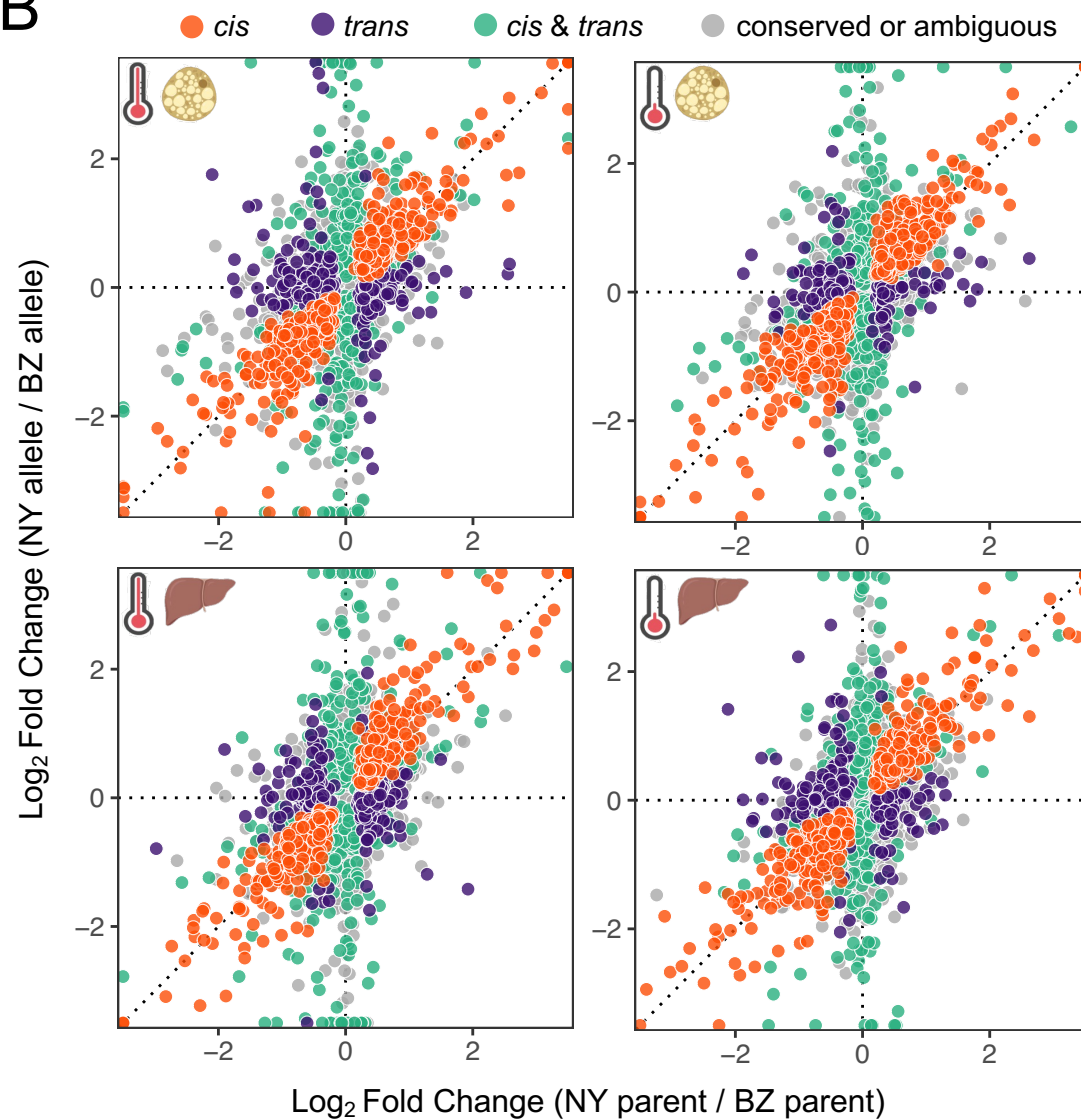 B
cis trans cis & trans conserved or ambiguous
2
0
−2
−2 0 2
2
0
−2
−2 0 2
2
0
−2
−2 0 2
2
0
−2
−2 0 2
Log2 Fold Change (NY allele / BZ allele)
Log2 Fold Change (NY parent / BZ parent)